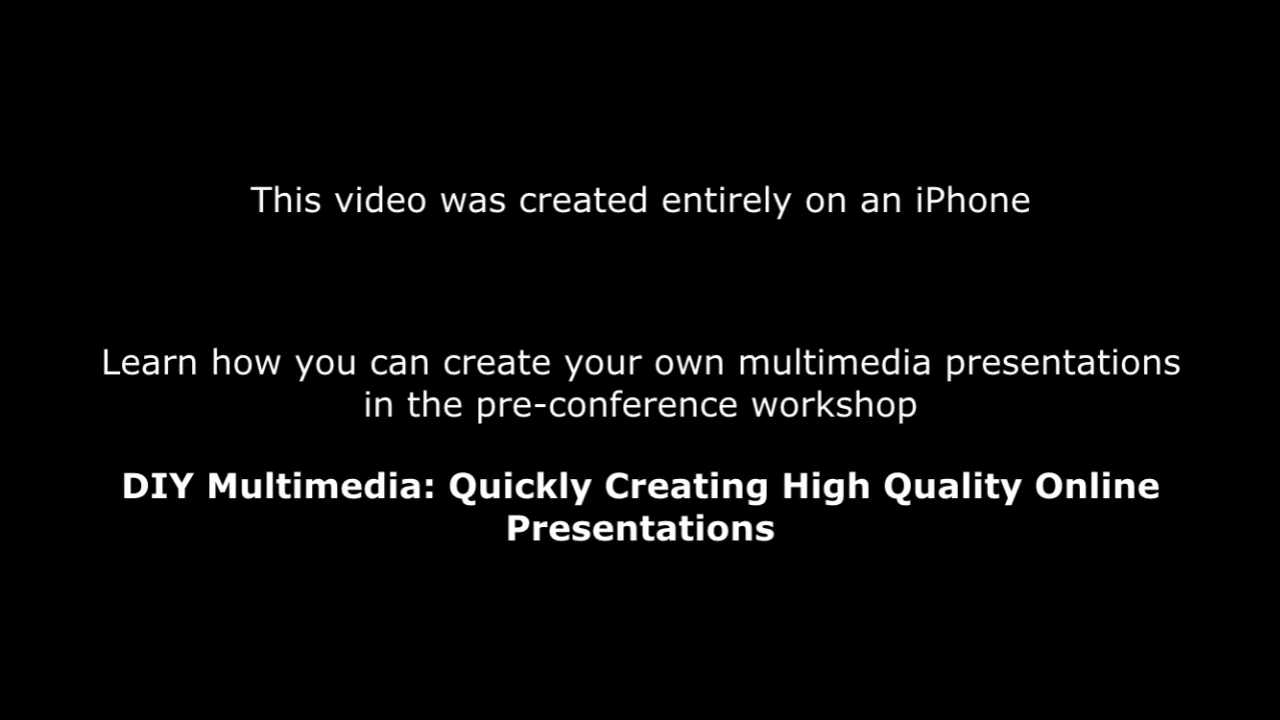 This video was created entirely on an iPhone
Learn how you can create your own multimedia presentations
in the pre-conference workshop
DIY Multimedia: Quickly Creating High Quality Online
Presentations